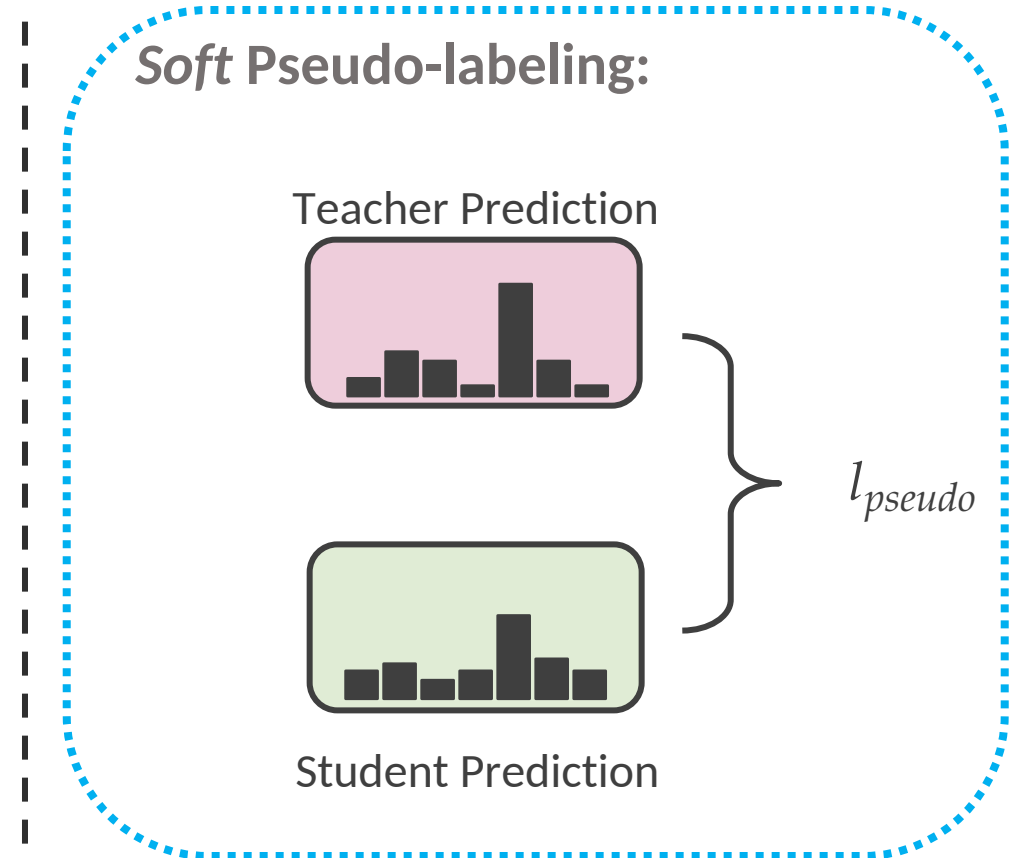 Soft Pseudo-labeling:
Teacher Prediction
l_pseudo
Student Prediction